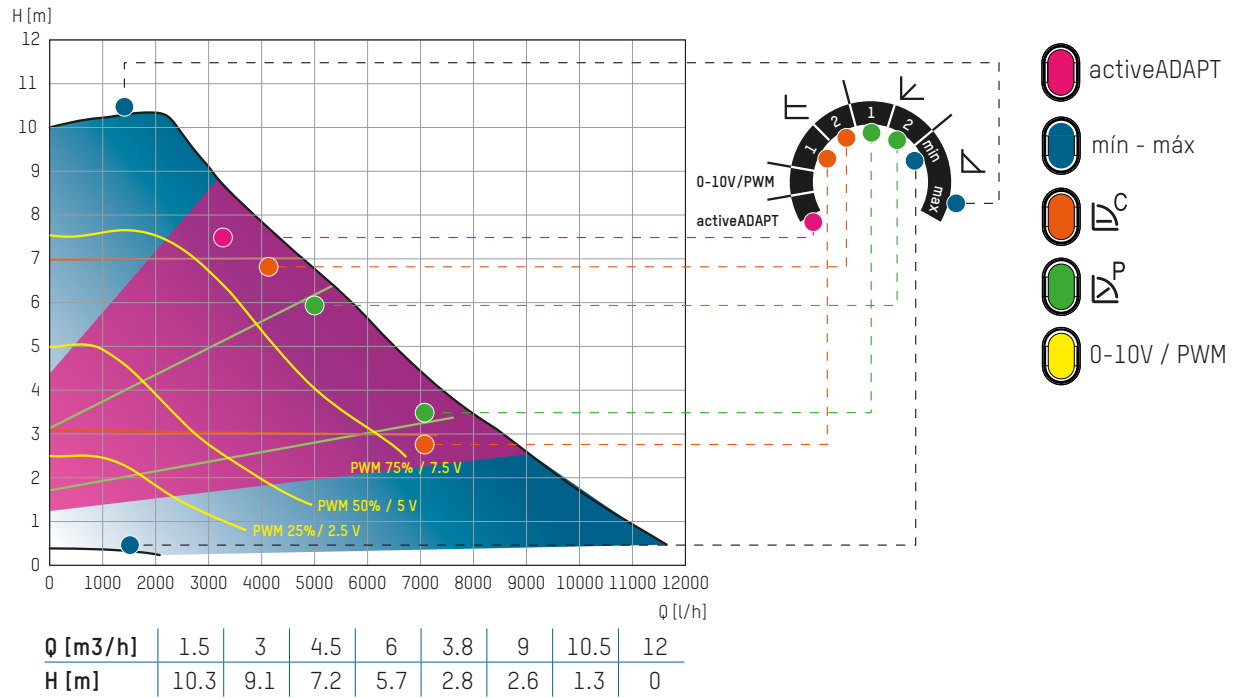 H [m]
12
11
10
9
8
7
6
5
4
3
2
1
0
0 1000 2000 3000 4000 5000 6000 7000 8000 9000 10000 11000 12000
Q [l/h]
PWM 75% / 7.5 V
PWM 50% / 5 V
PWM 25%/ 2.5 V
activeADAPT
0-10V/PWM
1
2
1
2
min
max
activeADAPT
mín - máx
C
P
0-10V / PWM
Q [m3/h] 1.5 3 4.5 6 3.8 9 10.5 12
H [m] 10.3 9.1 7.2 5.7 2.8 2.6 1.3 0